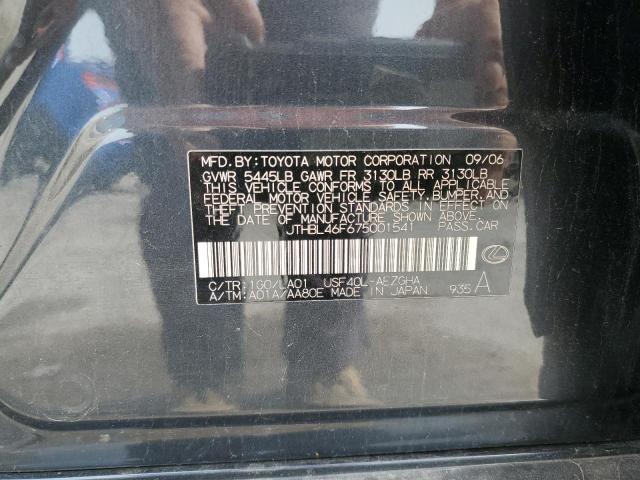 MFD.BY:TOYOTA MOTOR CORPORATION 09/06
GVWR 5445LB GAWR FR 3130LB RR 3130LB
THIS VEHICLE CONFORMS TO ALL APPLICABLE
FEDERAL MOTOR VEHICLE SAFETY,BUMPER,AND
THEFT PREVENTION STANDARDS IN EFFECT ON
THE DATE OF MANUFACTURE SHOWN ABOVE.
JTHBL46F675001541 PASS.CAR
C/TR:1G0/LA01 USF40L-AEZGHA
A/TM:A01A/AA80E MADE IN JAPAN 935 A